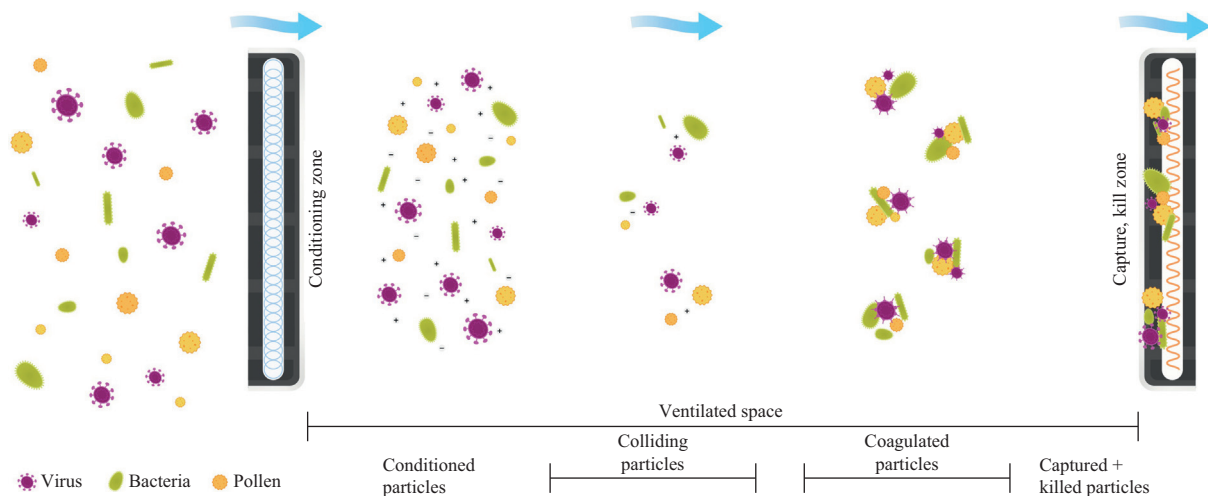 Conditioning zone
Capture, kill zone
Ventilated space
Conditioned
particles
Colliding
particles
Coagulated
particles
Captured +
killed particles
Virus
Bacteria
Pollen